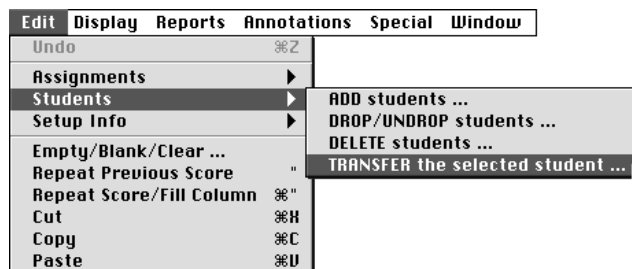 Edit Display Reports Annotations Special Window
Undo ⌘Z
Assignments ▶
Students ▶
Setup Info ▶
Empty/Blank/Clear ...
Repeat Previous Score "
Repeat Score/Fill Column ⌘"
Cut ⌘X
Copy ⌘C
Paste ⌘V
ADD students ...
DROP/UNDROP students ...
DELETE students ...
TRANSFER the selected student ...